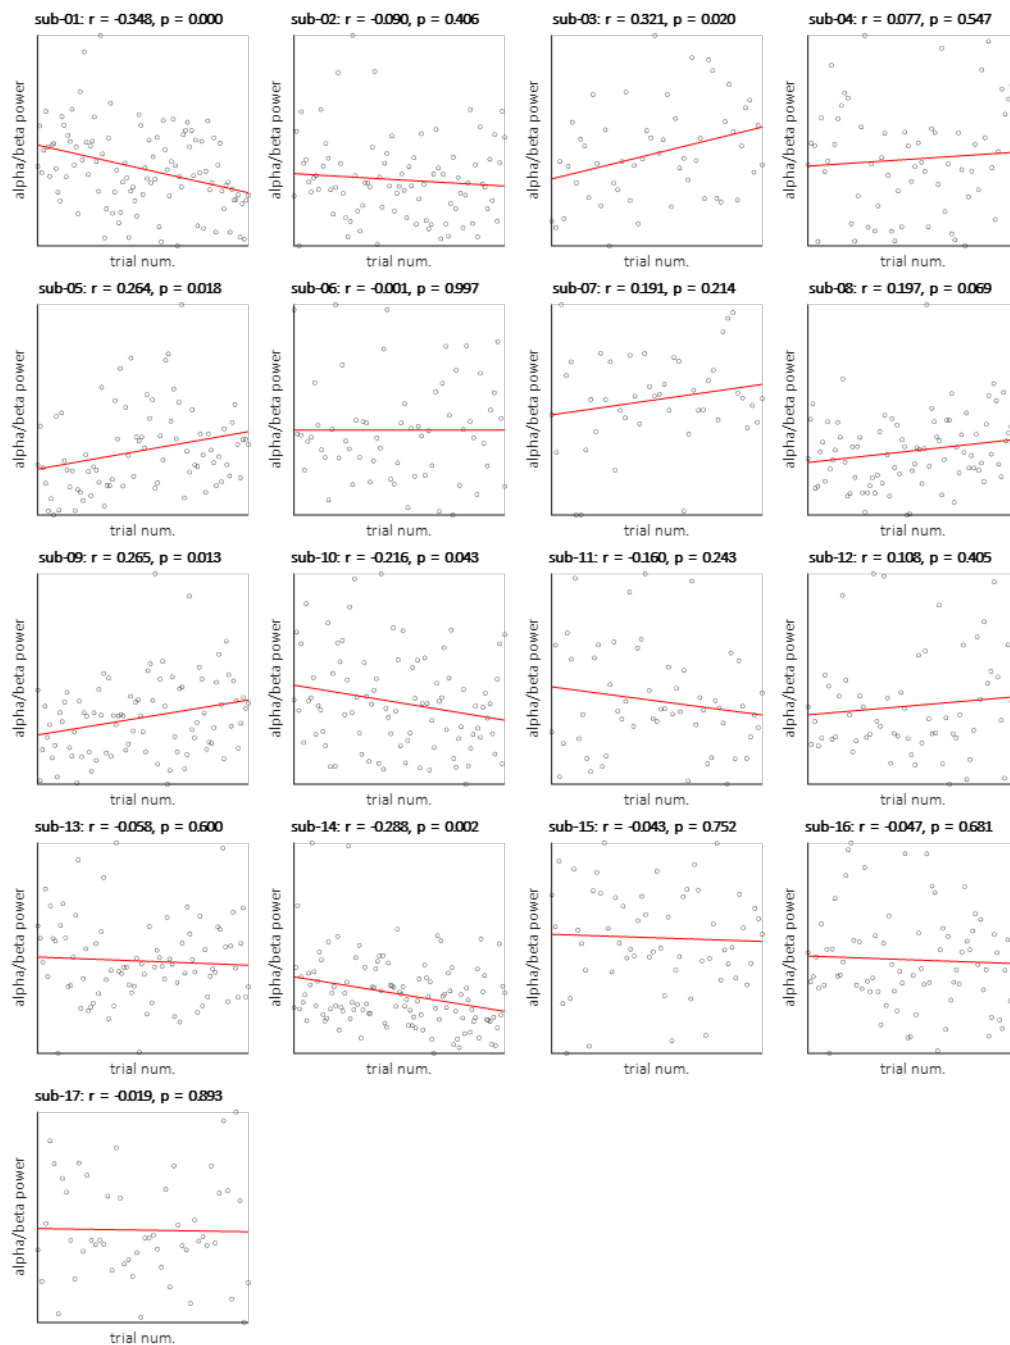 sub-01: r = -0.348, p = 0.000
sub-02: r = -0.090, p = 0.406
sub-03: r = 0.321, p = 0.020
sub-04: r = 0.077, p = 0.547
alpha/beta power
alpha/beta power
alpha/beta power
alpha/beta power
trial num.
trial num.
trial num.
trial num.
sub-05: r = 0.264, p = 0.018
sub-06: r = -0.001, p = 0.997
sub-07: r = 0.191, p = 0.214
sub-08: r = 0.197, p = 0.069
alpha/beta power
alpha/beta power
alpha/beta power
alpha/beta power
trial num.
trial num.
trial num.
trial num.
sub-09: r = 0.265, p = 0.013
sub-10: r = -0.216, p = 0.043
sub-11: r = -0.160, p = 0.243
sub-12: r = 0.108, p = 0.405
alpha/beta power
alpha/beta power
alpha/beta power
alpha/beta power
trial num.
trial num.
trial num.
trial num.
sub-13: r = -0.058, p = 0.600
sub-14: r = -0.288, p = 0.002
sub-15: r = -0.043, p = 0.752
sub-16: r = -0.047, p = 0.681
alpha/beta power
alpha/beta power
alpha/beta power
alpha/beta power
trial num.
trial num.
trial num.
trial num.
sub-17: r = -0.019, p = 0.893
alpha/beta power
trial num.